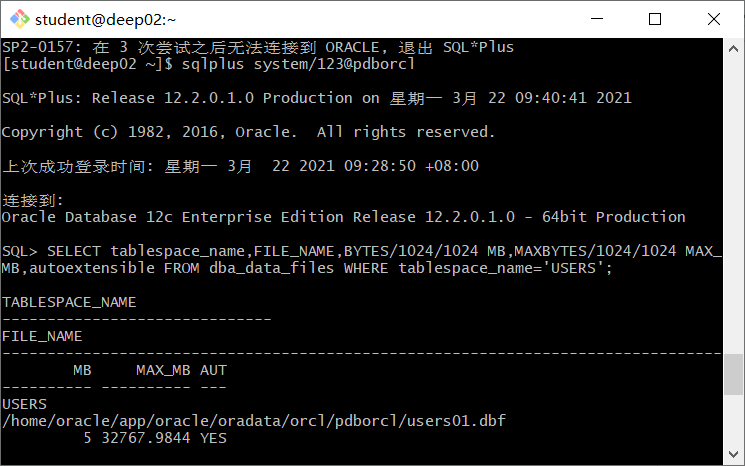 student@deep02:~
SP2-0157: 在 3 次尝试之后无法连接到 ORACLE, 退出 SQL*Plus
[student@deep02 ~]$ sqlplus system/123@pdborcl
SQL*Plus: Release 12.2.0.1.0 Production on 星期一 3月 22 09:40:41 2021
Copyright (c) 1982, 2016, Oracle.  All rights reserved.
上次成功登录时间: 星期一 3月  22 2021 09:28:50 +08:00
连接到:
Oracle Database 12c Enterprise Edition Release 12.2.0.1.0 - 64bit Production
SQL> SELECT tablespace_name,FILE_NAME,BYTES/1024/1024 MB,MAXBYTES/1024/1024 MAX_
MB,autoextensible FROM dba_data_files WHERE tablespace_name='USERS';
TABLESPACE_NAME
------------------------------
FILE_NAME
--------------------------------------------------------------------------------
        MB     MAX_MB AUT
---------- ---------- ---
USERS
/home/oracle/app/oracle/oradata/orcl/pdborcl/users01.dbf
         5 32767.9844 YES